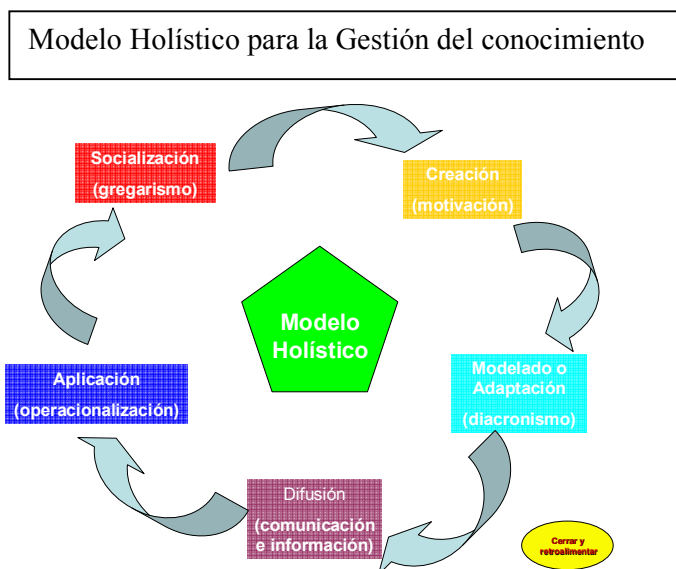 Modelo Holístico para la Gestión del conocimiento
Socialización
(gregarismo)
Creación
(motivación)
Modelo
Holístico
Aplicación
(operacionalización)
Modelado o
Adaptación
(diacronismo)
Difusión
(comunicación
e información)
Cerrar y
retroalimentar